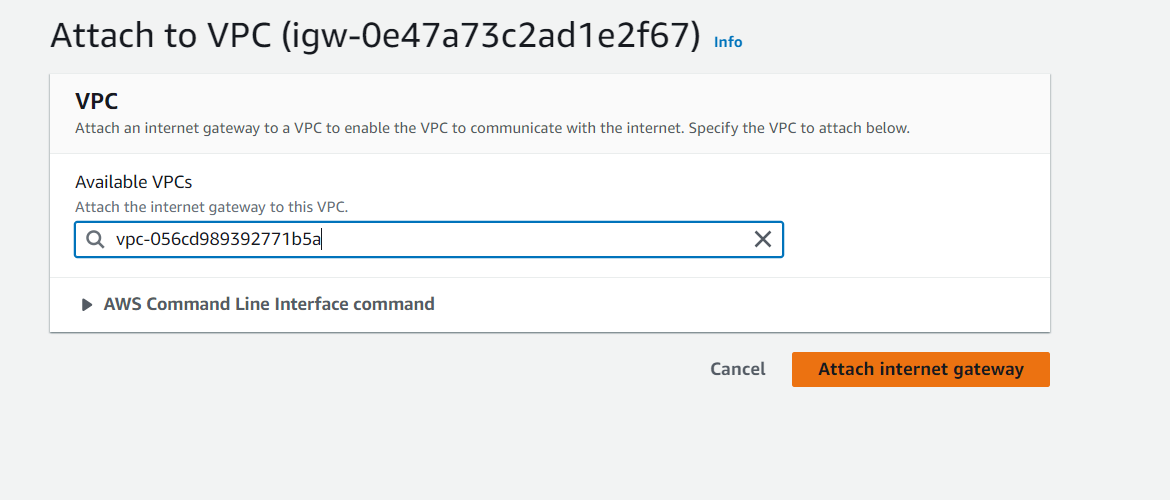 Attach to VPC (igw-0e47a73c2ad1e2f67) Info
VPC
Attach an internet gateway to a VPC to enable the VPC to communicate with the internet. Specify the VPC to attach below.
Available VPCs
Attach the internet gateway to this VPC.
vpc-056cd989392771b5a
AWS Command Line Interface command
Cancel Attach internet gateway